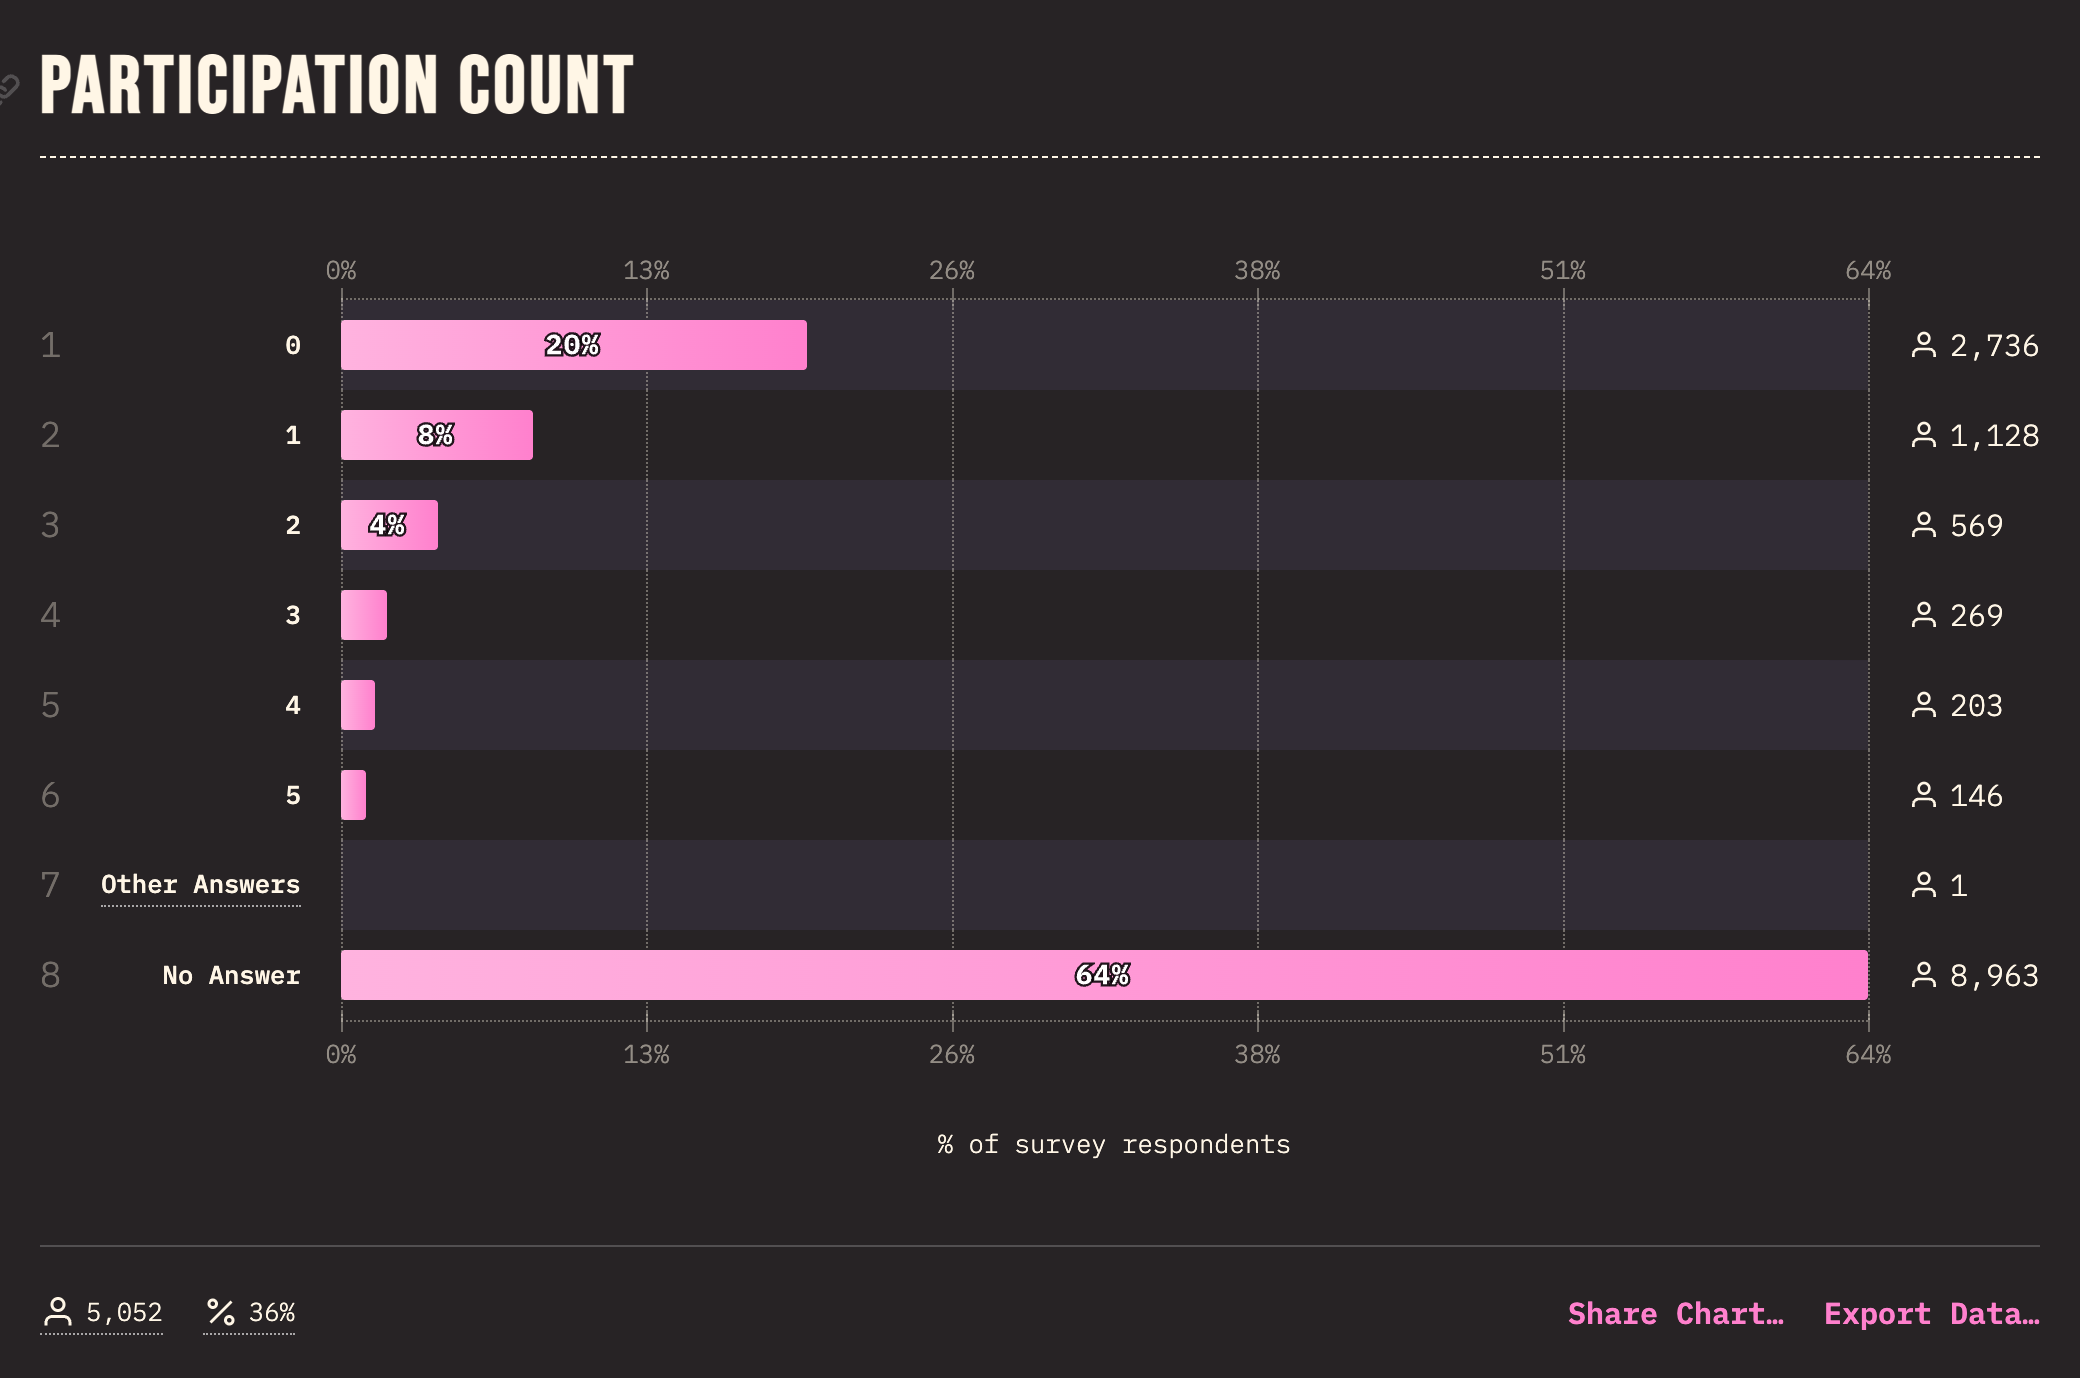 PARTICIPATION COUNT
0% 13% 26% 38% 51% 64%
1 0 20% 2,736
2 1 8% 1,128
3 2 4% 569
4 3 269
5 4 203
6 5 146
7 Other Answers 1
8 No Answer 64% 8,963
0% 13% 26% 38% 51% 64%
% of survey respondents
5,052 % 36% Share Chart… Export Data…